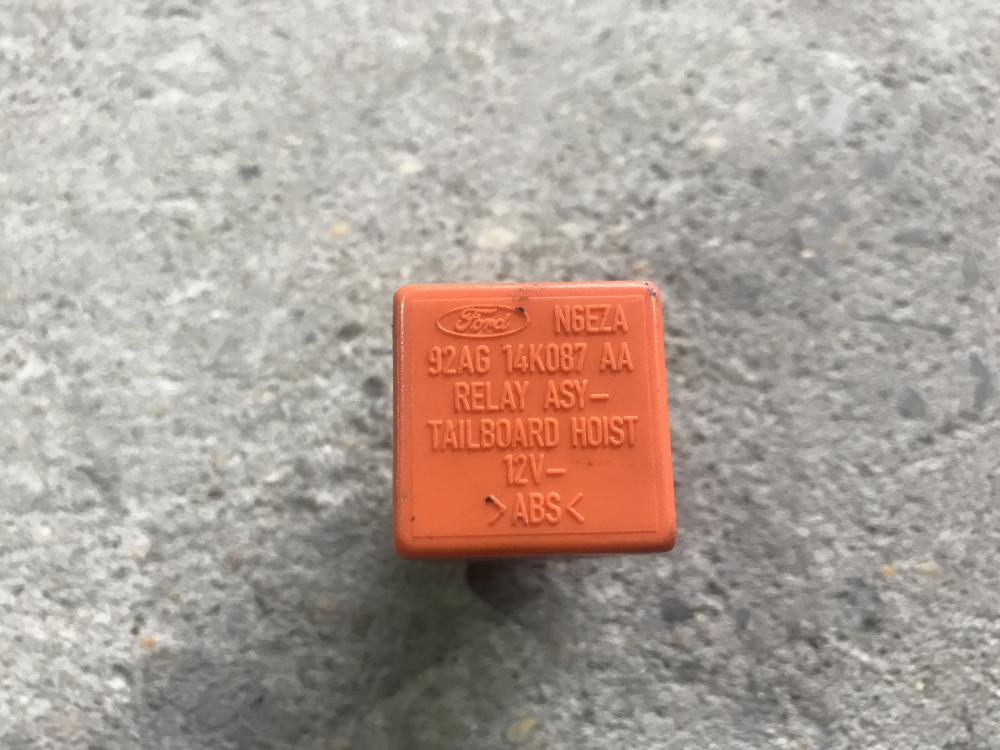 Ford N6EZA
92AG 14K087 AA
RELAY ASY-
TAILBOARD HOIST
12V-
>ABS<